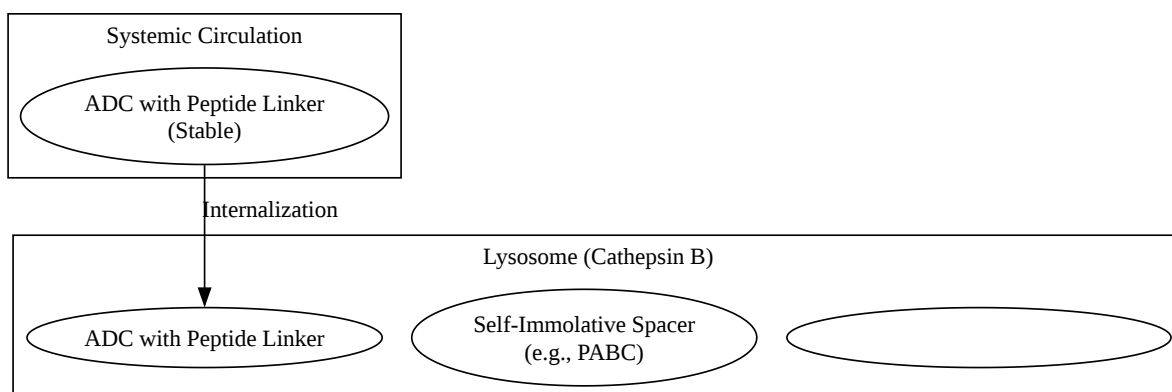 Systemic Circulation
ADC with Peptide Linker
(Stable)
Internalization
Lysosome (Cathepsin B)
ADC with Peptide Linker
Self-Immolative Spacer
(e.g., PABC)